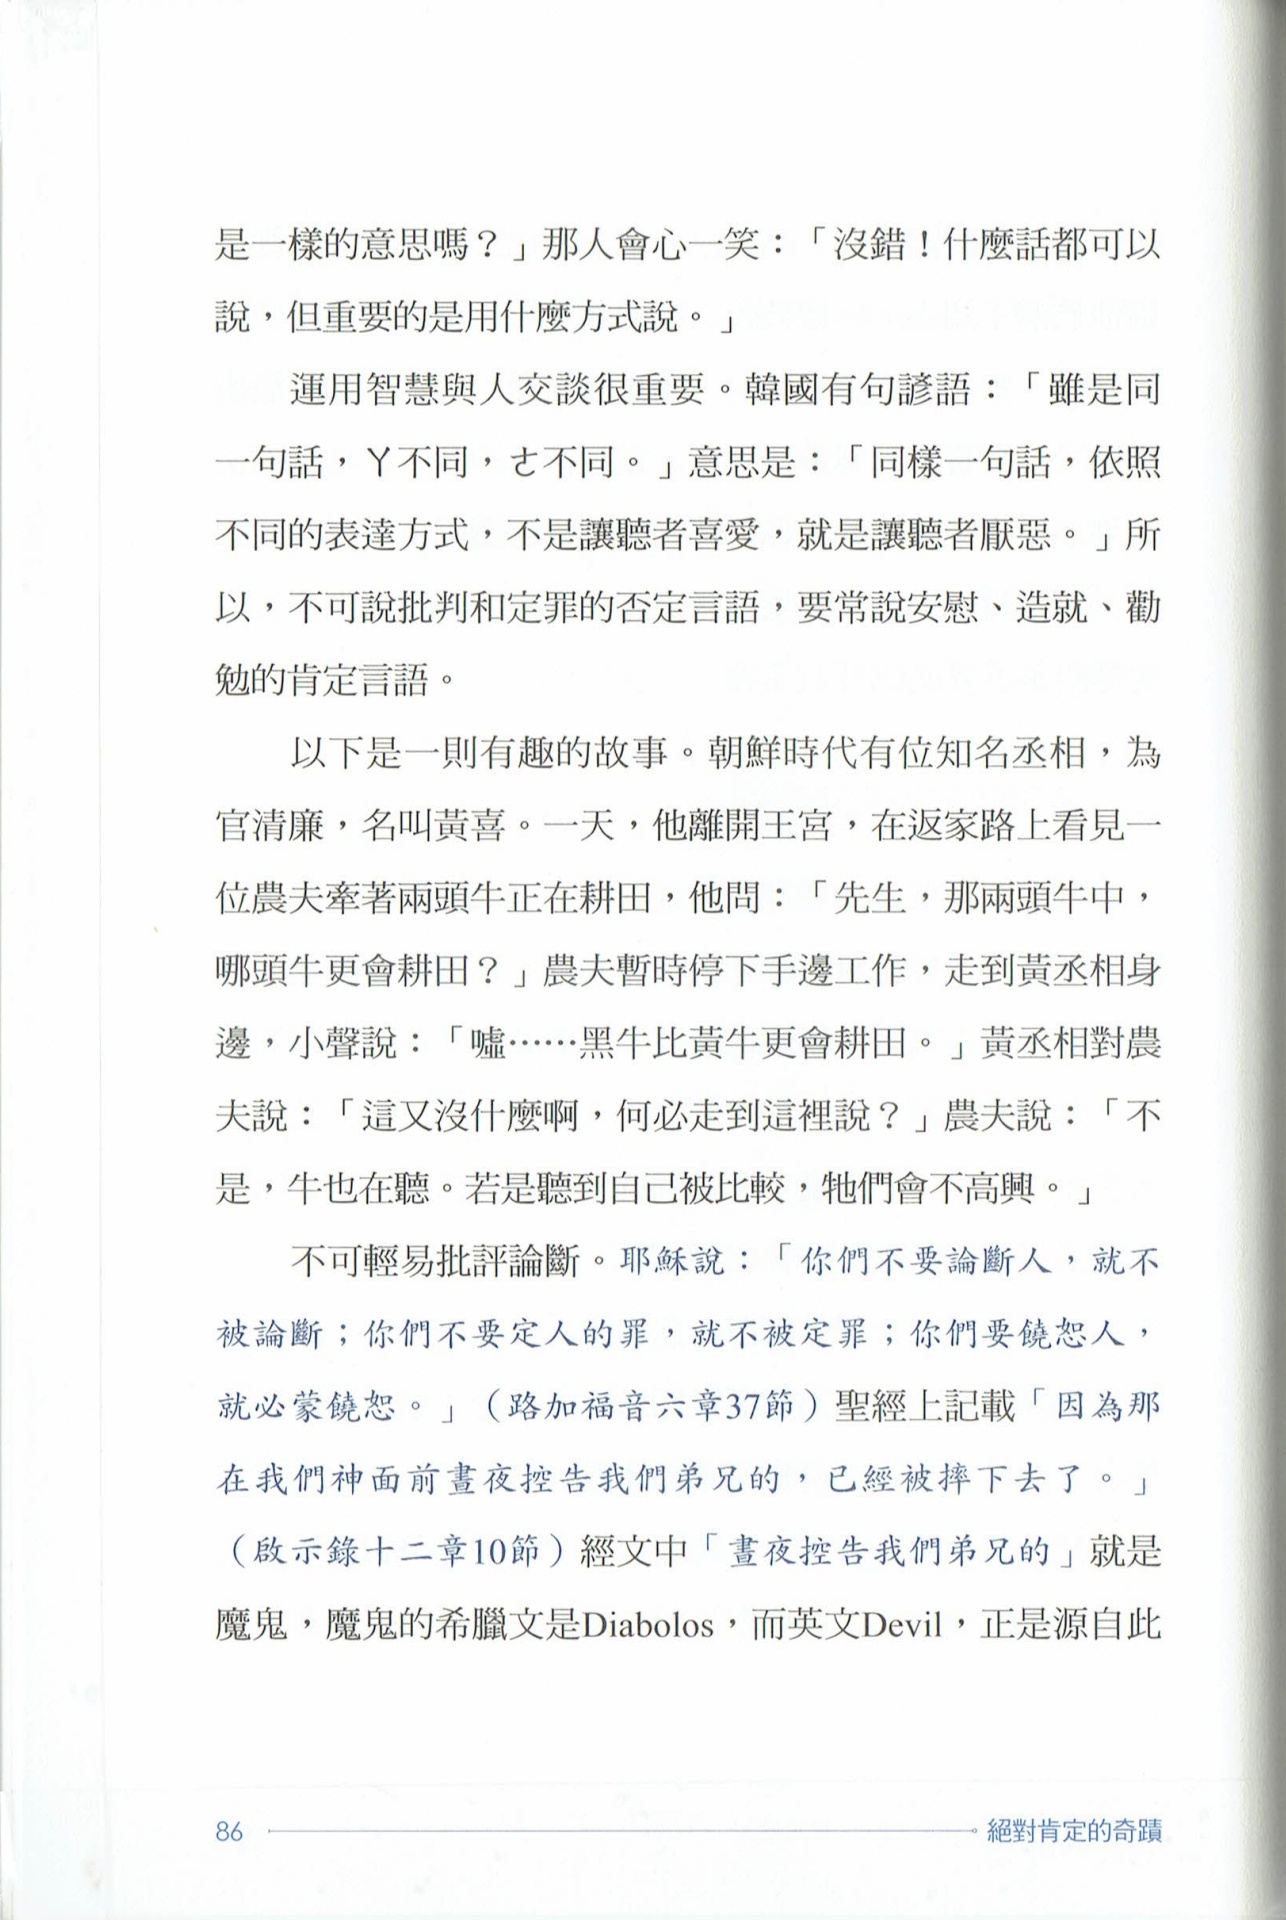 是一樣的意思嗎？」那人會心一笑：「沒錯！什麼話都可以
說，但重要的是用什麼方式說。」
運用智慧與人交談很重要。韓國有句諺語：「雖是同
一句話，ㄚ不同，ㄜ不同。」意思是：「同樣一句話，依照
不同的表達方式，不是讓聽者喜愛，就是讓聽者厭惡。」所
以，不可說批判和定罪的否定言語，要常說安慰、造就、勸
勉的肯定言語。
以下是一則有趣的故事。朝鮮時代有位知名丞相，為
官清廉，名叫黃喜。一天，他離開王宮，在返家路上看見一
位農夫牽著兩頭牛正在耕田，他問：「先生，那兩頭牛中，
哪頭牛更會耕田？」農夫暫時停下手邊工作，走到黃丞相身
邊，小聲說：「噓……黑牛比黃牛更會耕田。」黃丞相對農
夫說：「這又沒什麼啊，何必走到這裡說？」農夫說：「不
是，牛也在聽。若是聽到自己被比較，牠們會不高興。」
不可輕易批評論斷。耶穌說：「你們不要論斷人，就不
被論斷；你們不要定人的罪，就不被定罪；你們要饒恕人，
就必蒙饒恕。」（路加福音六章37節）聖經上記載「因為那
在我們神面前晝夜控告我們弟兄的，已經被摔下去了。」
（啟示錄十二章10節）經文中「晝夜控告我們弟兄的」就是
魔鬼，魔鬼的希臘文是Diabolos，而英文Devil，正是源自此
86 絕對肯定的奇蹟